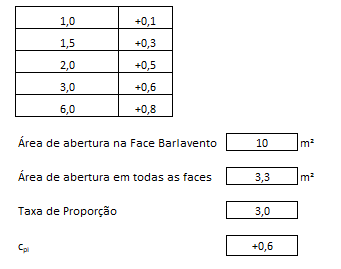 1,0 +0,1
1,5 +0,3
2,0 +0,5
3,0 +0,6
6,0 +0,8
Área de abertura na Face Barlavento 10 m²
Área de abertura em todas as faces 3,3 m²
Taxa de Proporção 3,0
cpi +0,6